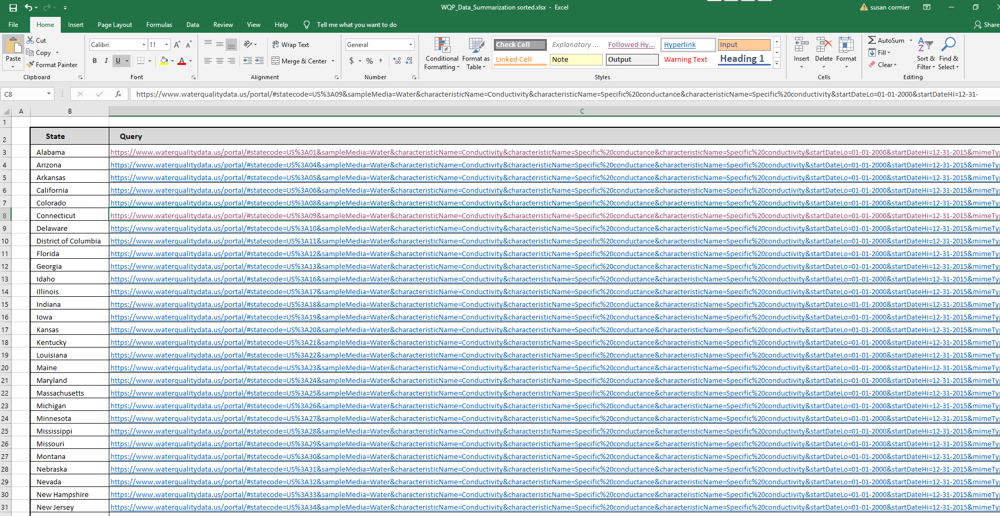 WQP_Data_Summarization sorted.xlsx - Excel
susan cormier
File Home Insert Page Layout Formulas Data Review View Help Tell me what you want to do Share
Paste Cut Copy Format Painter Clipboard
Calibri 11 B I U A Font
ab Wrap Text Merge & Center Alignment
General $ % , Number
Conditional Formatting Format as Table
Check Cell Explanatory ... Followed Hy... Hyperlink Input
Linked Cell Note Output Warning Text Heading 1
Styles
Insert Delete Format Cells
AutoSum Fill Clear Sort & Filter Find & Select Editing
C8 fx https://www.waterqualitydata.us/portal/#statecode=US%3A09&sampleMedia=Water&characteristicName=Conductivity&characteristicName=Specific%20conductance&characteristicName=Specific%20conductivity&startDateLo=01-01-2000&startDateHi=12-31-
A B C
1
2 State Query
3 Alabama https://www.waterqualitydata.us/portal/#statecode=US%3A01&sampleMedia=Water&characteristicName=Conductivity&characteristicName=Specific%20conductance&characteristicName=Specific%20conductivity&startDateLo=01-01-2000&startDateHi=12-31-2015&mimeTy
4 Arizona https://www.waterqualitydata.us/portal/#statecode=US%3A04&sampleMedia=Water&characteristicName=Conductivity&characteristicName=Specific%20conductance&characteristicName=Specific%20conductivity&startDateLo=01-01-2000&startDateHi=12-31-2015&mimeTy
5 Arkansas https://www.waterqualitydata.us/portal/#statecode=US%3A05&sampleMedia=Water&characteristicName=Conductivity&characteristicName=Specific%20conductance&characteristicName=Specific%20conductivity&startDateLo=01-01-2000&startDateHi=12-31-2015&mimeTy
6 California https://www.waterqualitydata.us/portal/#statecode=US%3A06&sampleMedia=Water&characteristicName=Conductivity&characteristicName=Specific%20conductance&characteristicName=Specific%20conductivity&startDateLo=01-01-2000&startDateHi=12-31-2015&mimeTy
7 Colorado https://www.waterqualitydata.us/portal/#statecode=US%3A08&sampleMedia=Water&characteristicName=Conductivity&characteristicName=Specific%20conductance&characteristicName=Specific%20conductivity&startDateLo=01-01-2000&startDateHi=12-31-2015&mimeTy
8 Connecticut https://www.waterqualitydata.us/portal/#statecode=US%3A09&sampleMedia=Water&characteristicName=Conductivity&characteristicName=Specific%20conductance&characteristicName=Specific%20conductivity&startDateLo=01-01-2000&startDateHi=12-31-2015&mimeTy
9 Delaware https://www.waterqualitydata.us/portal/#statecode=US%3A10&sampleMedia=Water&characteristicName=Conductivity&characteristicName=Specific%20conductance&characteristicName=Specific%20conductivity&startDateLo=01-01-2000&startDateHi=12-31-2015&mimeTy
10 District of Columbia https://www.waterqualitydata.us/portal/#statecode=US%3A11&sampleMedia=Water&characteristicName=Conductivity&characteristicName=Specific%20conductance&characteristicName=Specific%20conductivity&startDateLo=01-01-2000&startDateHi=12-31-2015&mimeTy
11 Florida https://www.waterqualitydata.us/portal/#statecode=US%3A12&sampleMedia=Water&characteristicName=Conductivity&characteristicName=Specific%20conductance&characteristicName=Specific%20conductivity&startDateLo=01-01-2000&startDateHi=12-31-2015&mimeTy
12 Georgia https://www.waterqualitydata.us/portal/#statecode=US%3A13&sampleMedia=Water&characteristicName=Conductivity&characteristicName=Specific%20conductance&characteristicName=Specific%20conductivity&startDateLo=01-01-2000&startDateHi=12-31-2015&mimeTy
13 Idaho https://www.waterqualitydata.us/portal/#statecode=US%3A16&sampleMedia=Water&characteristicName=Conductivity&characteristicName=Specific%20conductance&characteristicName=Specific%20conductivity&startDateLo=01-01-2000&startDateHi=12-31-2015&mimeTy
14 Illinois https://www.waterqualitydata.us/portal/#statecode=US%3A17&sampleMedia=Water&characteristicName=Conductivity&characteristicName=Specific%20conductance&characteristicName=Specific%20conductivity&startDateLo=01-01-2000&startDateHi=12-31-2015&mimeTy
15 Indiana https://www.waterqualitydata.us/portal/#statecode=US%3A18&sampleMedia=Water&characteristicName=Conductivity&characteristicName=Specific%20conductance&characteristicName=Specific%20conductivity&startDateLo=01-01-2000&startDateHi=12-31-2015&mimeTy
16 Iowa https://www.waterqualitydata.us/portal/#statecode=US%3A19&sampleMedia=Water&characteristicName=Conductivity&characteristicName=Specific%20conductance&characteristicName=Specific%20conductivity&startDateLo=01-01-2000&startDateHi=12-31-2015&mimeTy
17 Kansas https://www.waterqualitydata.us/portal/#statecode=US%3A20&sampleMedia=Water&characteristicName=Conductivity&characteristicName=Specific%20conductance&characteristicName=Specific%20conductivity&startDateLo=01-01-2000&startDateHi=12-31-2015&mimeTy
18 Kentucky https://www.waterqualitydata.us/portal/#statecode=US%3A21&sampleMedia=Water&characteristicName=Conductivity&characteristicName=Specific%20conductance&characteristicName=Specific%20conductivity&startDateLo=01-01-2000&startDateHi=12-31-2015&mimeTy
19 Louisiana https://www.waterqualitydata.us/portal/#statecode=US%3A22&sampleMedia=Water&characteristicName=Conductivity&characteristicName=Specific%20conductance&characteristicName=Specific%20conductivity&startDateLo=01-01-2000&startDateHi=12-31-2015&mimeTy
20 Maine https://www.waterqualitydata.us/portal/#statecode=US%3A23&sampleMedia=Water&characteristicName=Conductivity&characteristicName=Specific%20conductance&characteristicName=Specific%20conductivity&startDateLo=01-01-2000&startDateHi=12-31-2015&mimeTy
21 Maryland https://www.waterqualitydata.us/portal/#statecode=US%3A24&sampleMedia=Water&characteristicName=Conductivity&characteristicName=Specific%20conductance&characteristicName=Specific%20conductivity&startDateLo=01-01-2000&startDateHi=12-31-2015&mimeTy
22 Massachusetts https://www.waterqualitydata.us/portal/#statecode=US%3A25&sampleMedia=Water&characteristicName=Conductivity&characteristicName=Specific%20conductance&characteristicName=Specific%20conductivity&startDateLo=01-01-2000&startDateHi=12-31-2015&mimeTy
23 Michigan https://www.waterqualitydata.us/portal/#statecode=US%3A26&sampleMedia=Water&characteristicName=Conductivity&characteristicName=Specific%20conductance&characteristicName=Specific%20conductivity&startDateLo=01-01-2000&startDateHi=12-31-2015&mimeTy
24 Minnesota https://www.waterqualitydata.us/portal/#statecode=US%3A27&sampleMedia=Water&characteristicName=Conductivity&characteristicName=Specific%20conductance&characteristicName=Specific%20conductivity&startDateLo=01-01-2000&startDateHi=12-31-2015&mimeTy
25 Mississippi https://www.waterqualitydata.us/portal/#statecode=US%3A28&sampleMedia=Water&characteristicName=Conductivity&characteristicName=Specific%20conductance&characteristicName=Specific%20conductivity&startDateLo=01-01-2000&startDateHi=12-31-2015&mimeTy
26 Missouri https://www.waterqualitydata.us/portal/#statecode=US%3A29&sampleMedia=Water&characteristicName=Conductivity&characteristicName=Specific%20conductance&characteristicName=Specific%20conductivity&startDateLo=01-01-2000&startDateHi=12-31-2015&mimeTy
27 Montana https://www.waterqualitydata.us/portal/#statecode=US%3A30&sampleMedia=Water&characteristicName=Conductivity&characteristicName=Specific%20conductance&characteristicName=Specific%20conductivity&startDateLo=01-01-2000&startDateHi=12-31-2015&mimeTy
28 Nebraska https://www.waterqualitydata.us/portal/#statecode=US%3A31&sampleMedia=Water&characteristicName=Conductivity&characteristicName=Specific%20conductance&characteristicName=Specific%20conductivity&startDateLo=01-01-2000&startDateHi=12-31-2015&mimeTy
29 Nevada https://www.waterqualitydata.us/portal/#statecode=US%3A32&sampleMedia=Water&characteristicName=Conductivity&characteristicName=Specific%20conductance&characteristicName=Specific%20conductivity&startDateLo=01-01-2000&startDateHi=12-31-2015&mimeTy
30 New Hampshire https://www.waterqualitydata.us/portal/#statecode=US%3A33&sampleMedia=Water&characteristicName=Conductivity&characteristicName=Specific%20conductance&characteristicName=Specific%20conductivity&startDateLo=01-01-2000&startDateHi=12-31-2015&mimeTy
31 New Jersey https://www.waterqualitydata.us/portal/#statecode=US%3A34&sampleMedia=Water&characteristicName=Conductivity&characteristicName=Specific%20conductance&characteristicName=Specific%20conductivity&startDateLo=01-01-2000&startDateHi=12-31-2015&mimeTy